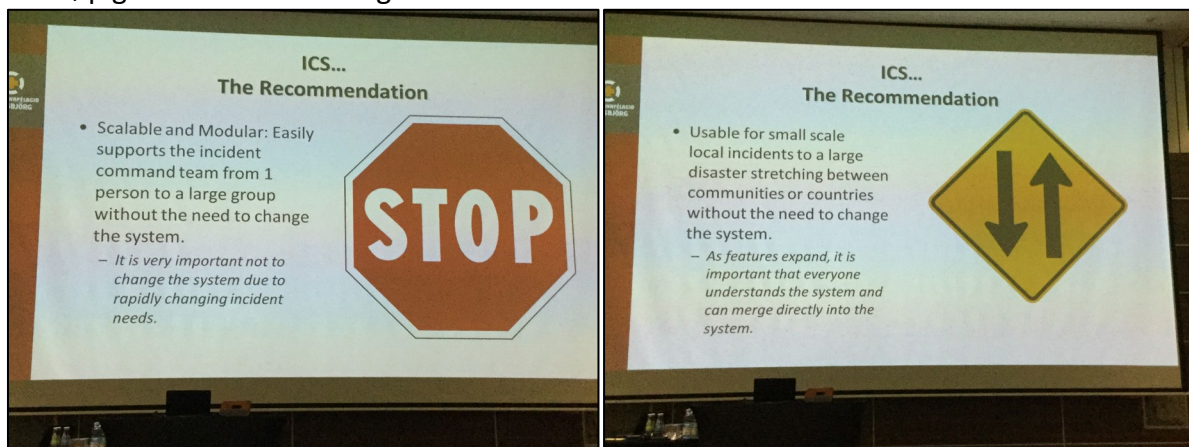 ICS...
The Recommendation
• Scalable and Modular: Easily
supports the incident
command team from 1
person to a large group
without the need to change
the system.
– It is very important not to
change the system due to
rapidly changing incident
needs.
STOP
ICS...
The Recommendation
• Usable for small scale
local incidents to a large
disaster stretching between
communities or countries
without the need to change
the system.
– As features expand, it is
important that everyone
understands the system and
can merge directly into the
system.